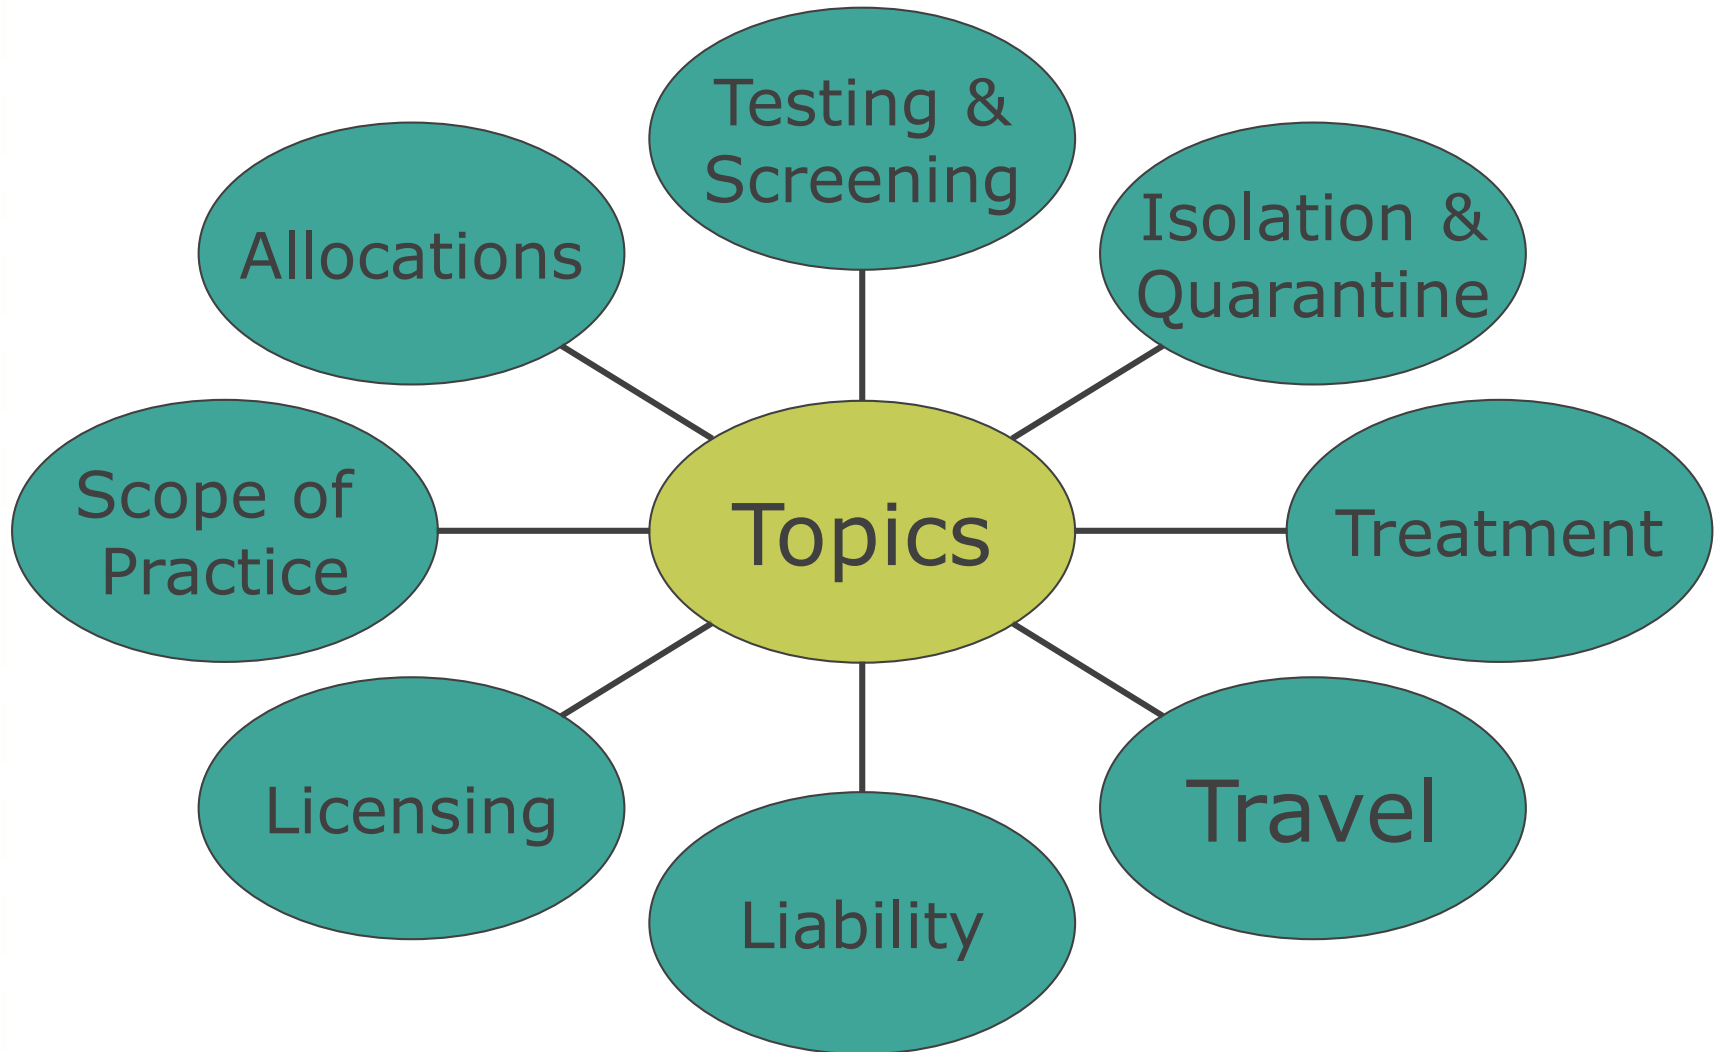 Testing &
Screening
Isolation &
Quarantine
Allocations
Scope of
Practice
Topics
Treatment
Licensing
Travel
Liability